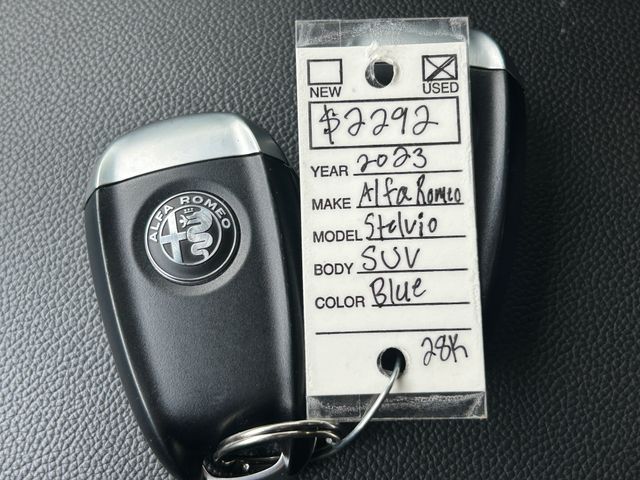 ALFA ROMEO
NEW USED
$2292
YEAR 2023
MAKE Alfa Romeo
MODEL Stelvio
BODY SUV
COLOR Blue
28K